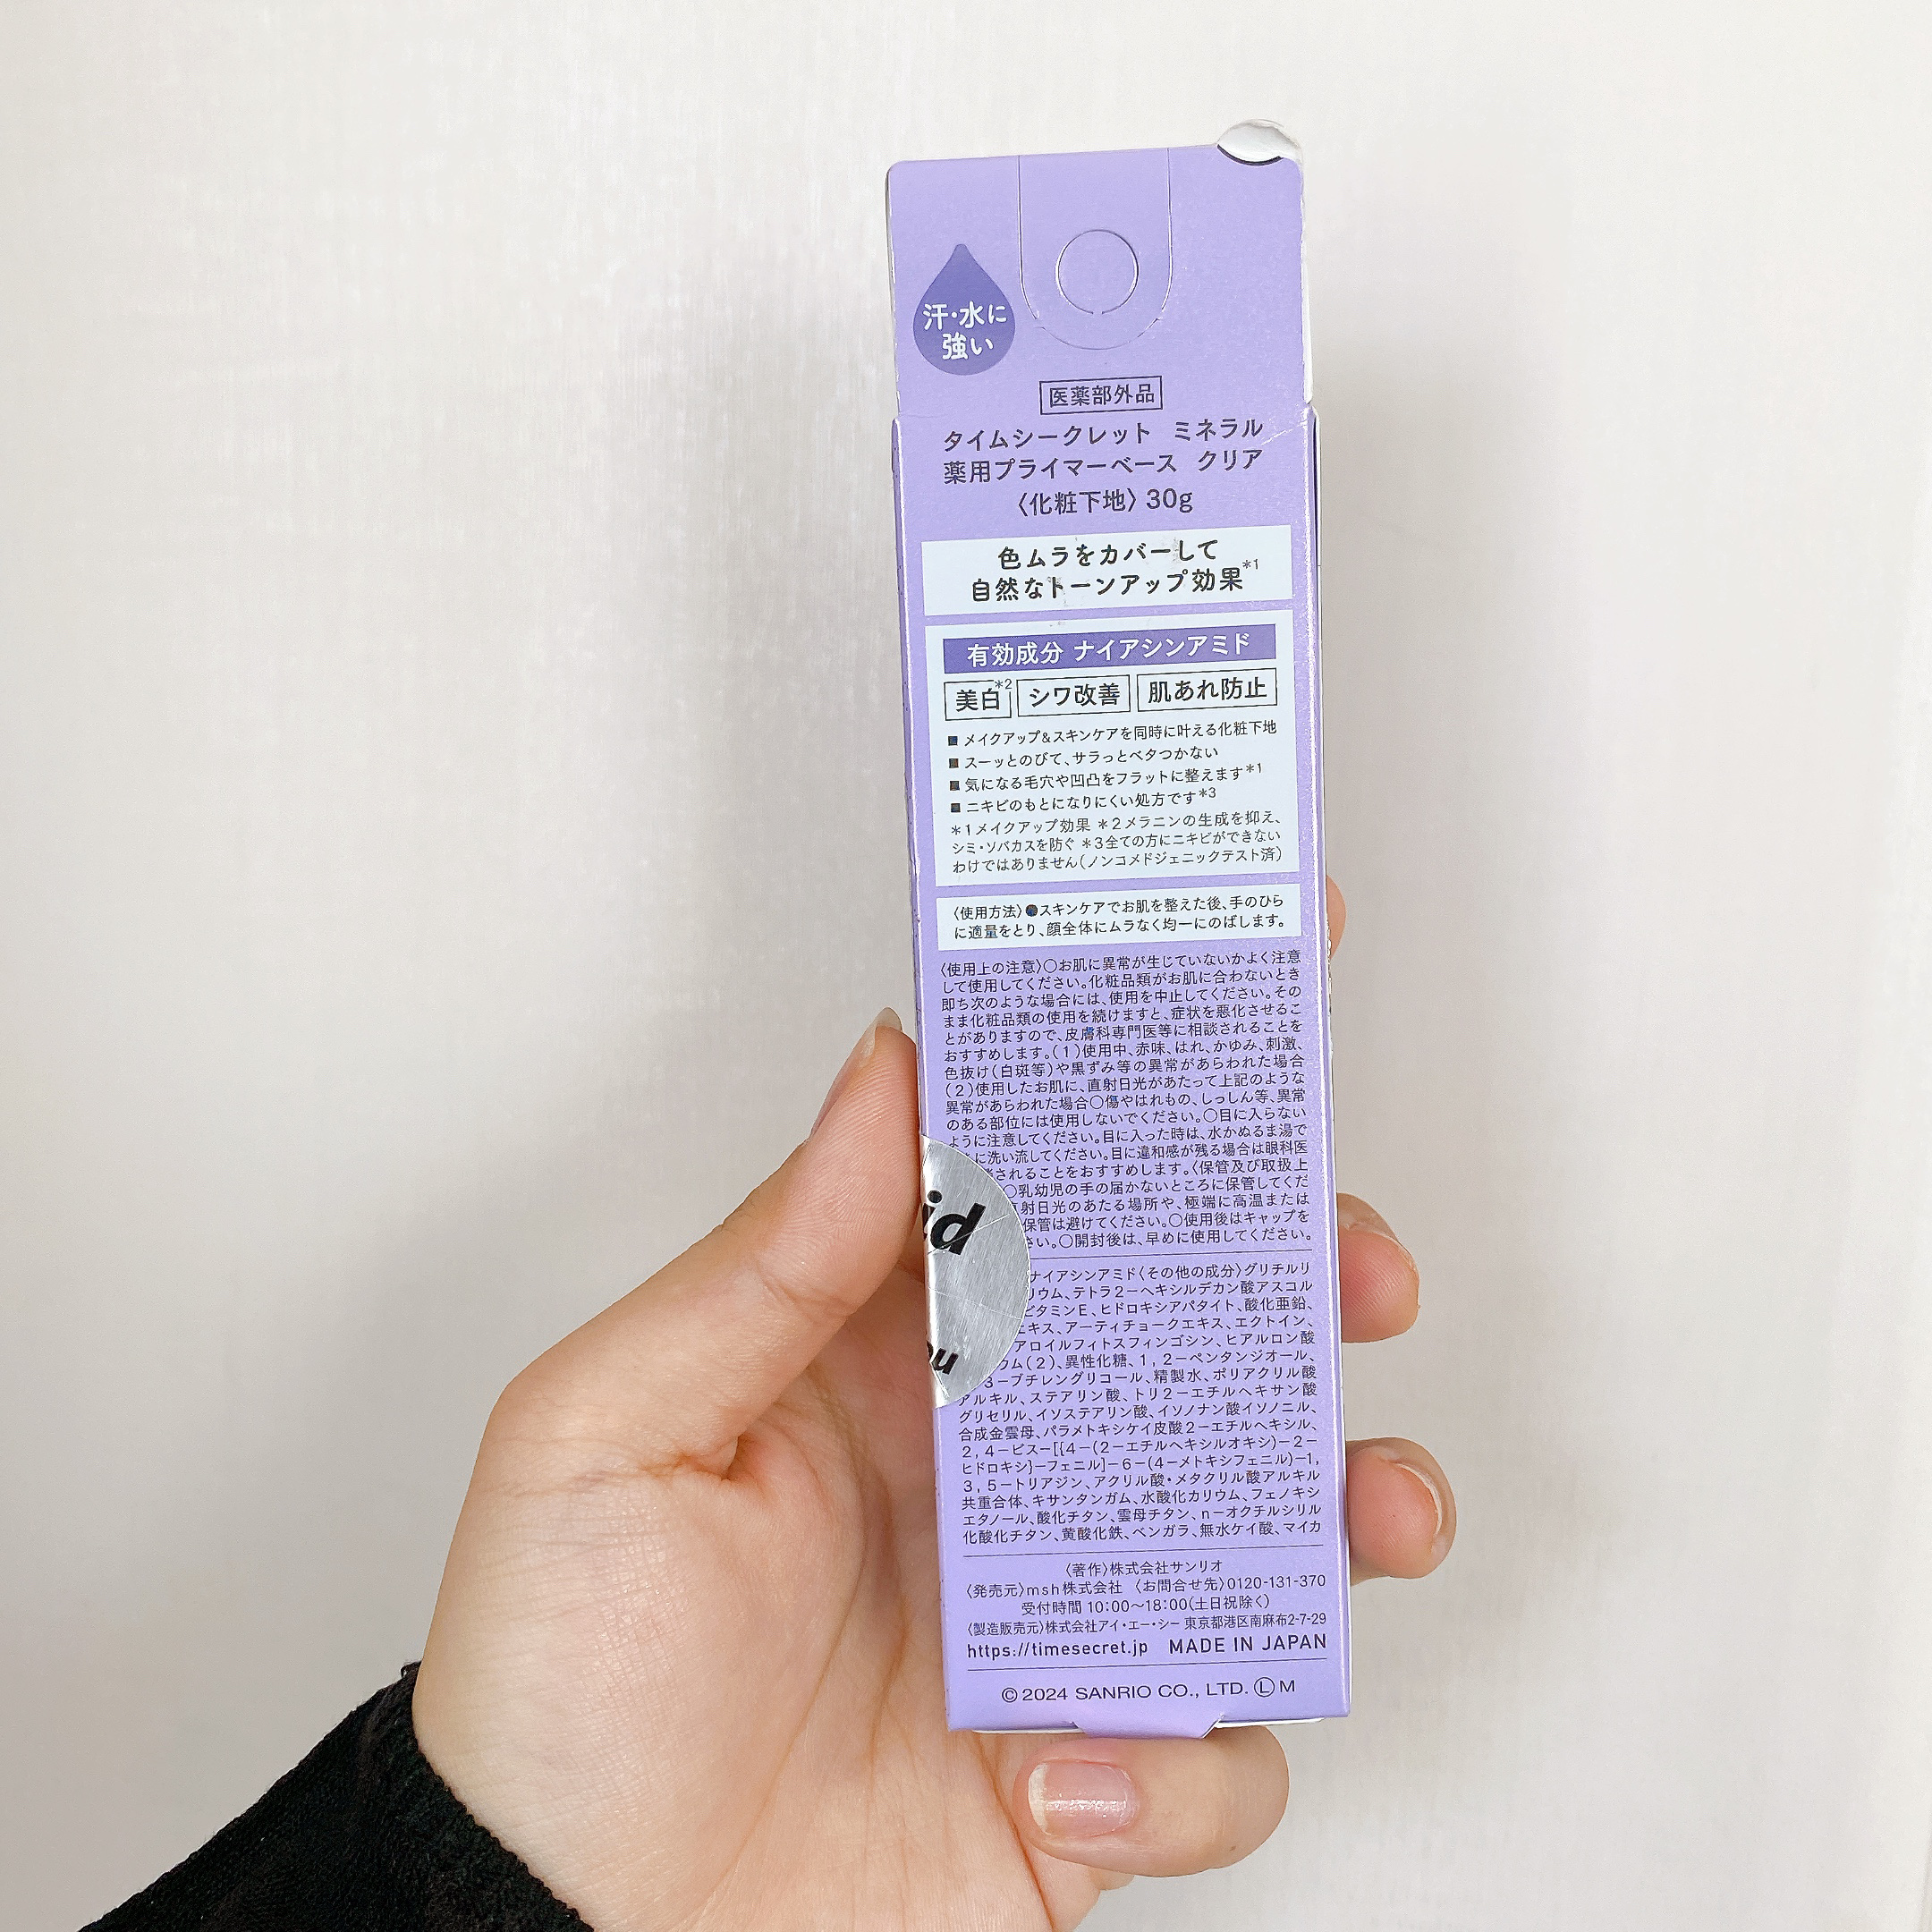 汗・水に
強い
医薬部外品
タイムシークレット ミネラル
薬用プライマーベース クリア
〈化粧下地〉30g
色ムラをカバーして
自然なトーンアップ効果*1
有効成分 ナイアシンアミド
美白*2 シワ改善 肌あれ防止
■ メイクアップ&スキンケアを同時に叶える化粧下地
■ スーッとのびて、サラっとベタつかない
■ 気になる毛穴や凹凸をフラットに整えます*1
■ ニキビのもとになりにくい処方です*3
*1メイクアップ効果 *2メラニンの生成を抑え、
シミ・ソバカスを防ぐ *3全ての方にニキビができない
わけではありません(ノンコメドジェニックテスト済)
〈使用方法〉●スキンケアでお肌を整えた後、手のひら
に適量をとり、顔全体にムラなく均一にのばします。
〈使用上の注意〉○お肌に異常が生じていないかよく注意
して使用してください。化粧品類がお肌に合わないとき
即ち次のような場合には、使用を中止してください。その
まま化粧品類の使用を続けますと、症状を悪化させるこ
とがありますので、皮膚科専門医等に相談されることを
おすすめします。(1)使用中、赤味、はれ、かゆみ、刺激、
色抜け(白斑等)や黒ずみ等の異常があらわれた場合
(2)使用したお肌に、直射日光があたって上記のような
異常があらわれた場合○傷やはれもの、しっしん等、異常
のある部位には使用しないでください。○目に入らない
ように注意してください。目に入った時は、水かぬるま湯で
に洗い流してください。目に違和感が残る場合は眼科医
されることをおすすめします。〈保管及び取扱上
○乳幼児の手の届かないところに保管してくだ
射日光のあたる場所や、極端に高温または
保管は避けてください。○使用後はキャップを
さい。○開封後は、早めに使用してください。
id
ou
ナイアシンアミド〈その他の成分〉グリチルリ
リウム、テトラ2-ヘキシルデカン酸アスコル
ビタミンE、ヒドロキシアパタイト、酸化亜鉛、
エキス、アーティチョークエキス、エクトイン、
アロイルフィトスフィンゴシン、ヒアルロン酸
ウム(2)、異性化糖、1,2-ペンタンジオール、
3-ブチレングリコール、精製水、ポリアクリル酸
アルキル、ステアリン酸、トリ2-エチルヘキサン酸
グリセリル、イソステアリン酸、イソノナン酸イソノニル、
合成金雲母、パラメトキシケイ皮酸2-エチルヘキシル、
2,4-ビス-[{4-(2-エチルヘキシルオキシ)-2-
ヒドロキシ}-フェニル]-6-(4-メトキシフェニル)-1,
3,5-トリアジン、アクリル酸・メタクリル酸アルキル
共重合体、キサンタンガム、水酸化カリウム、フェノキシ
エタノール、酸化チタン、雲母チタン、n-オクチルシリル
化酸化チタン、黄酸化鉄、ベンガラ、無水ケイ酸、マイカ
〈著作〉株式会社サンリオ
〈発売元〉msh株式会社 〈お問合せ先〉0120-131-370
受付時間 10:00~18:00(土日祝除く)
〈製造販売元〉株式会社アイ・エー・シー 東京都港区南麻布2-7-29
https://timesecret.jp MADE IN JAPAN
© 2024 SANRIO CO., LTD. Ⓛ M